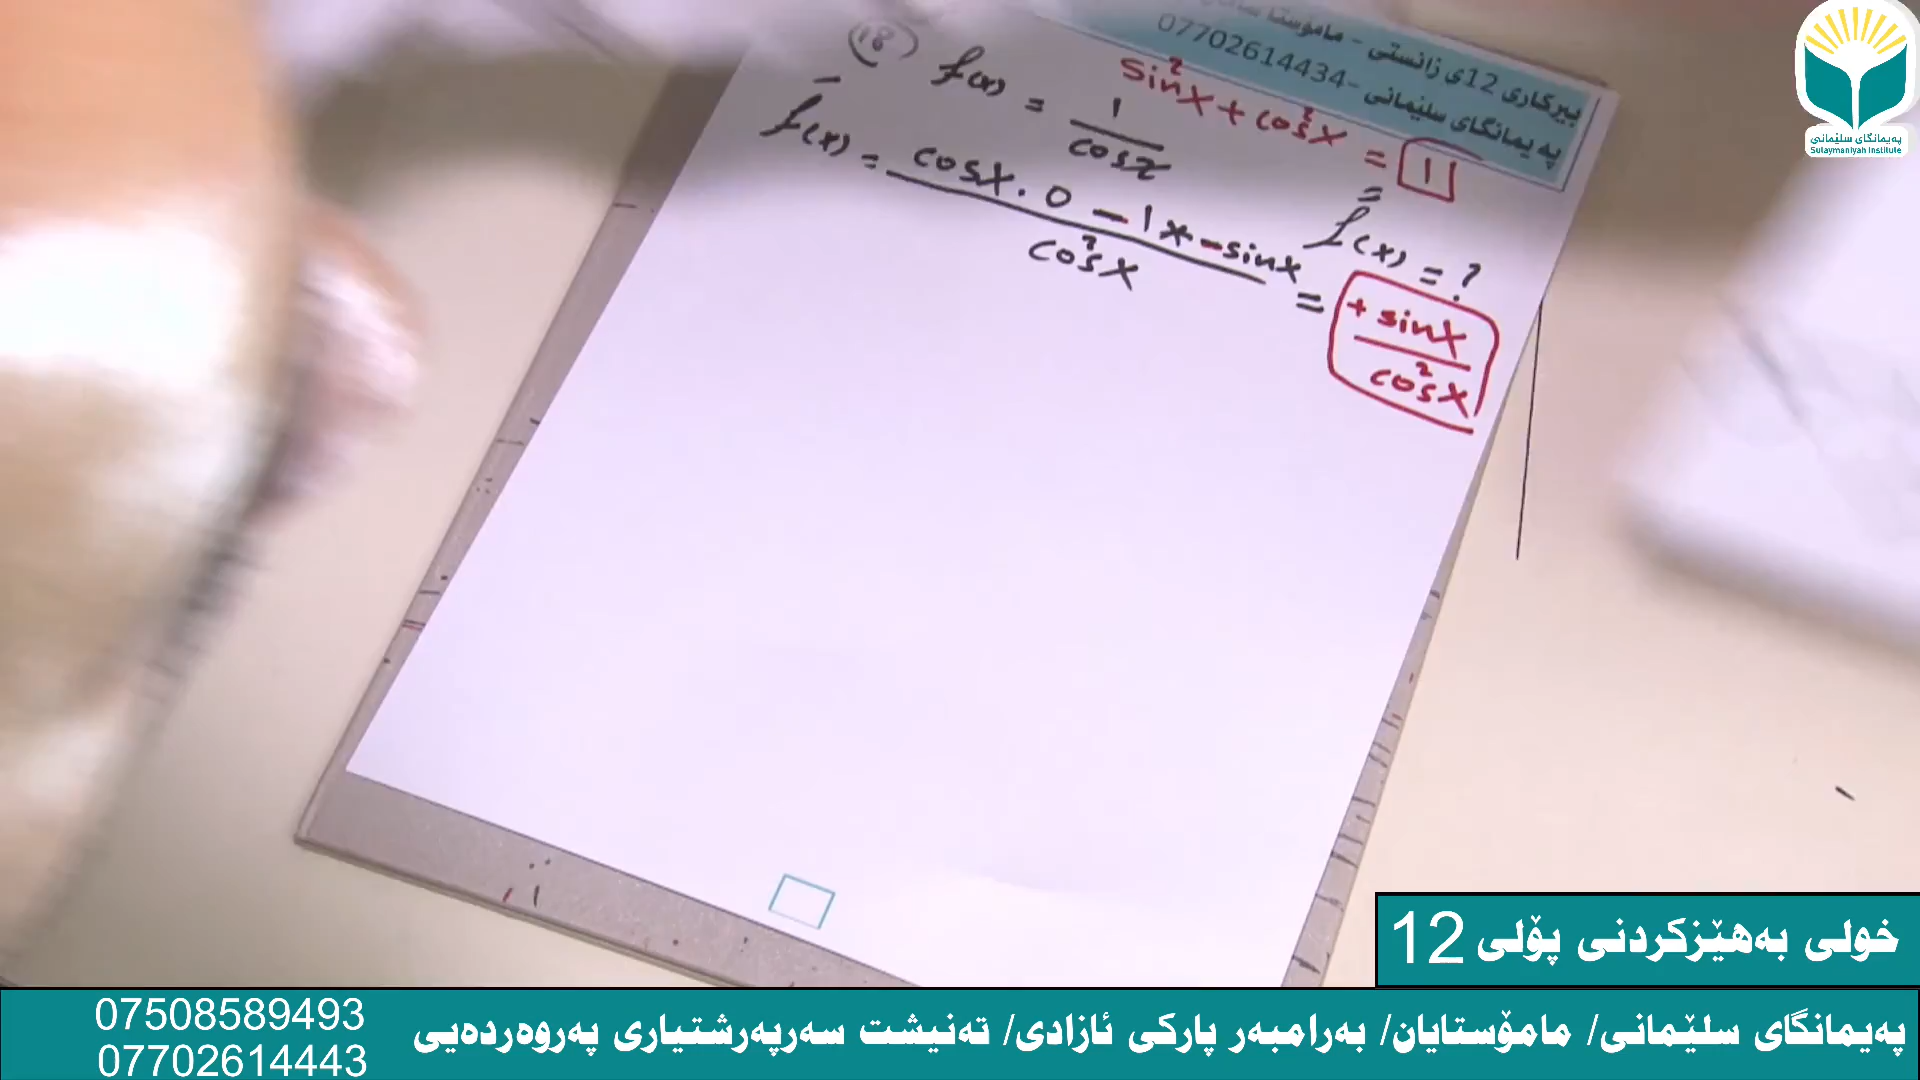 بیرکاری 12ی زانستی - مامۆستا
پەیمانگای سلێمانی -07702614434
پەیمانگای سلێمانی
Sulaymaniyah Institute
(18) f(x) = 1/cosx
sin²x + cos²x = 1
f̄(x) = (cosx . 0 - 1 * -sinx)/cos²x = + sinx/cos²x
f̿(x) = ?
خولی بەهێزکردنی پۆلی 12
پەیمانگای سلێمانی/ مامۆستایان/ بەرامبەر پارکی ئازادی/ تەنیشت سەرپەرشتیاری پەروەردەیی
07508589493
07702614443